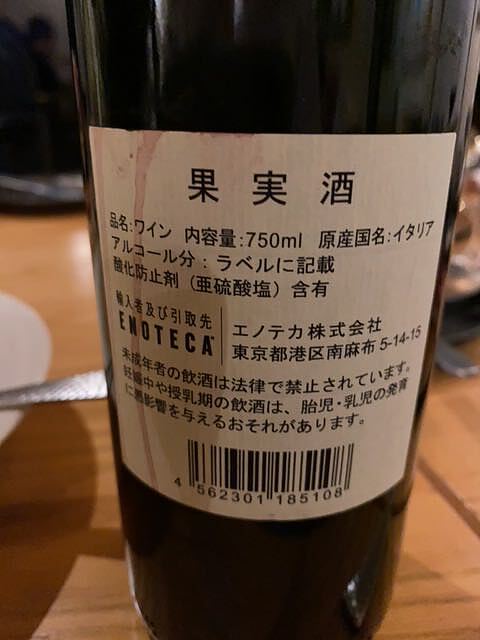 果実酒
品名:ワイン 内容量:750ml 原産国名:イタリア
アルコール分：ラベルに記載
酸化防止剤（亜硫酸塩）含有
輸入者及び引取先
ENOTECA
エノテカ株式会社
東京都港区南麻布5-14-15
未成年者の飲酒は法律で禁止されています。
妊娠中や授乳期の飲酒は、胎児・乳児の発育
に悪影響を与えるおそれがあります。
4 562301 185108